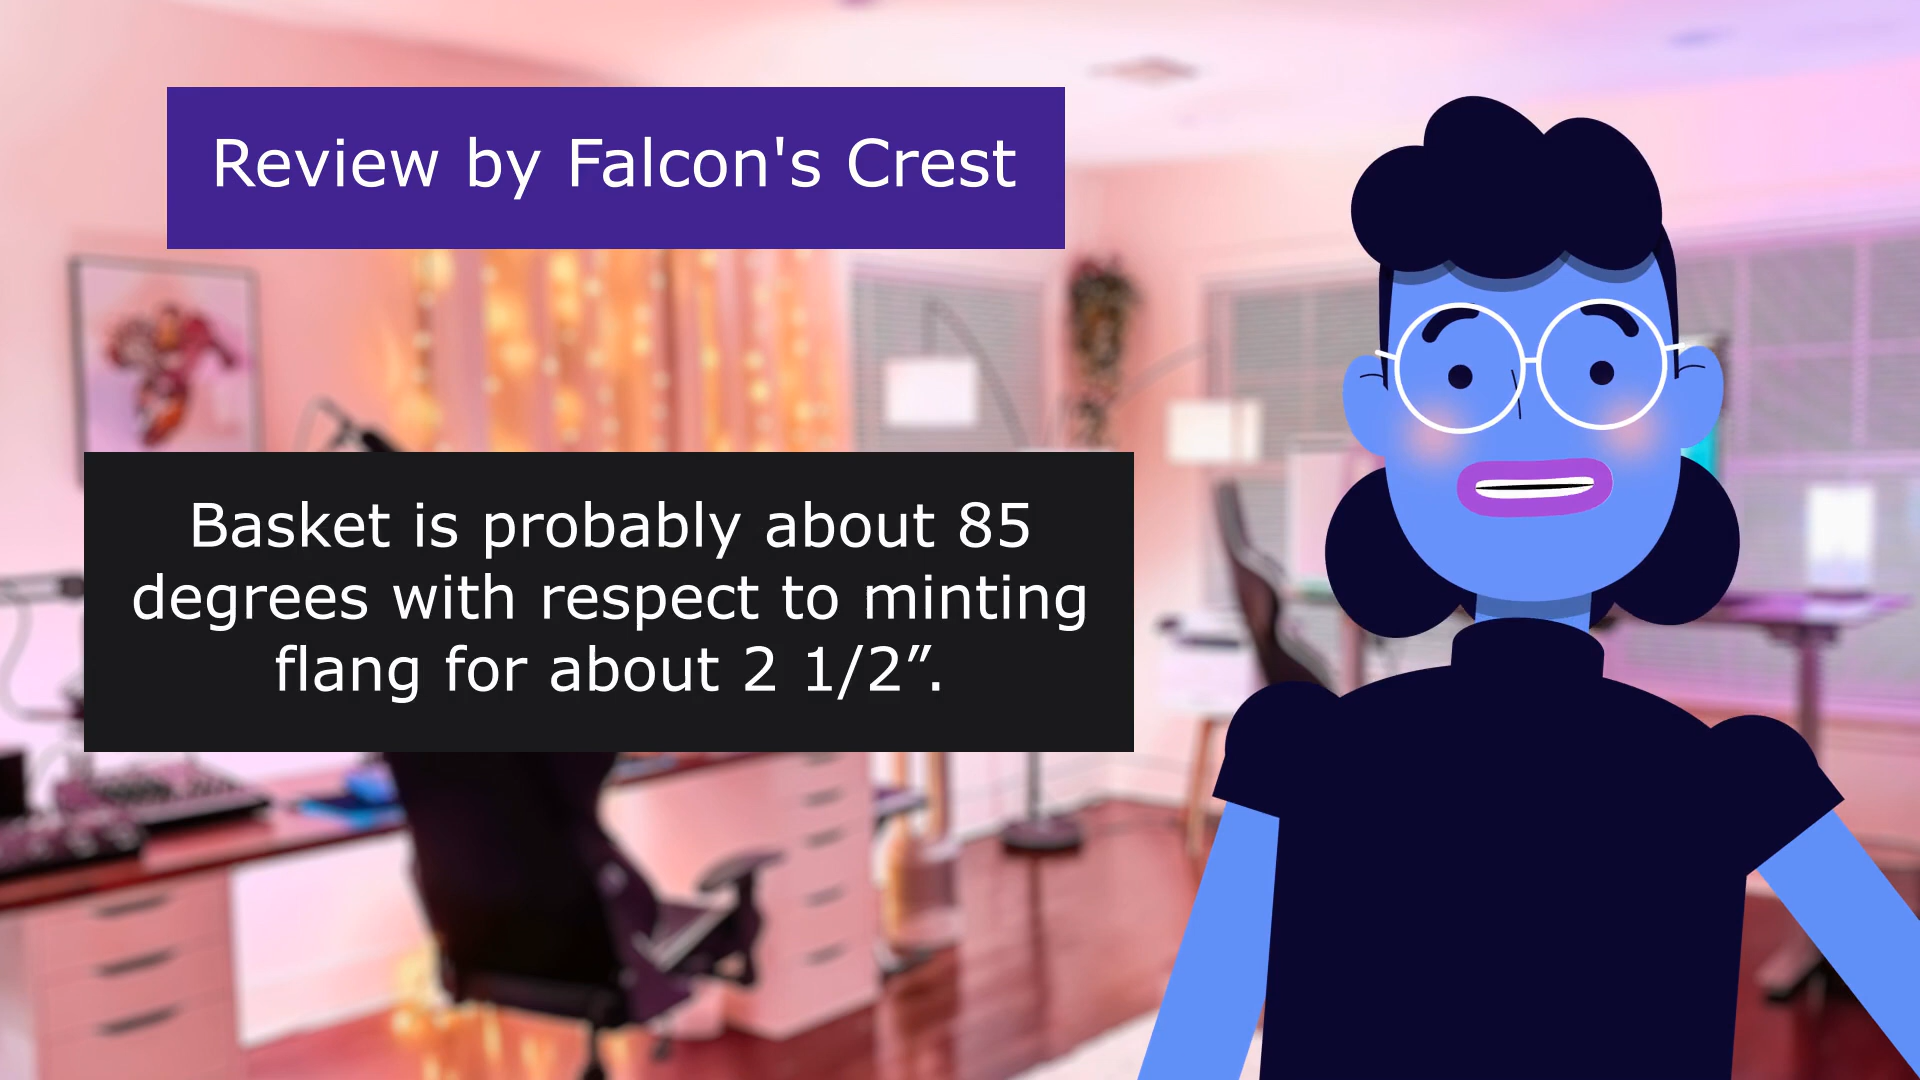 Review by Falcon's Crest
Basket is probably about 85
degrees with respect to minting
flang for about 2 1/2”.